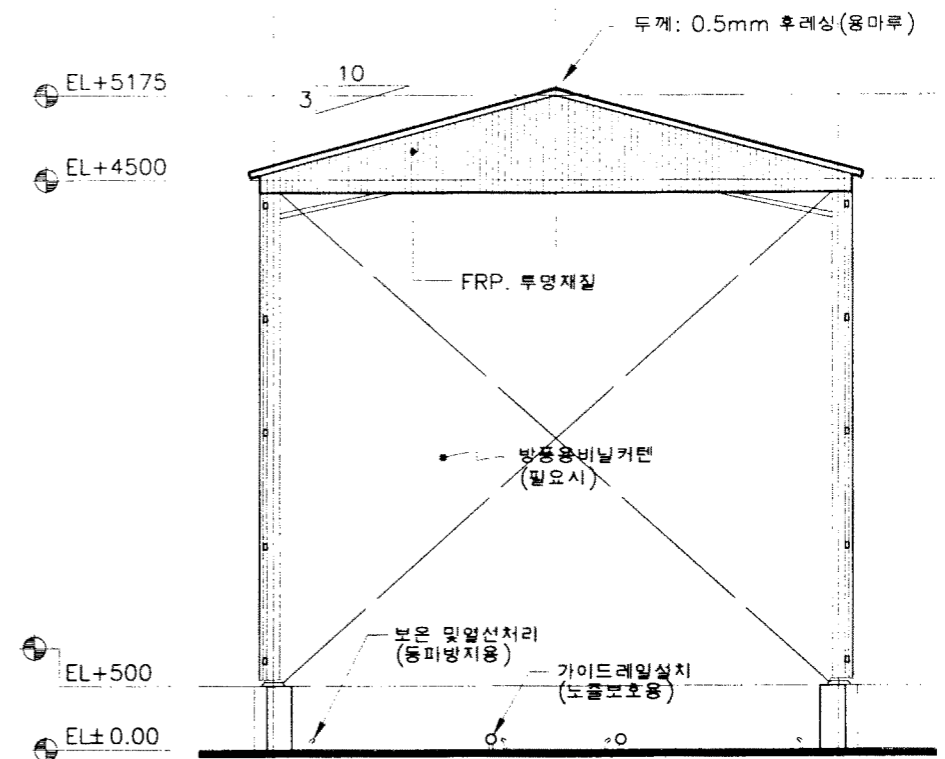 두께: 0.5mm 후레싱(용마루)
EL+5175
10
3
EL+4500
FRP. 투명재질
방풍용비닐커텐
(필요시)
보온 및열선처리
(동파방지용)
가이드레일설치
(노즐보호용)
EL+500
EL±0.00